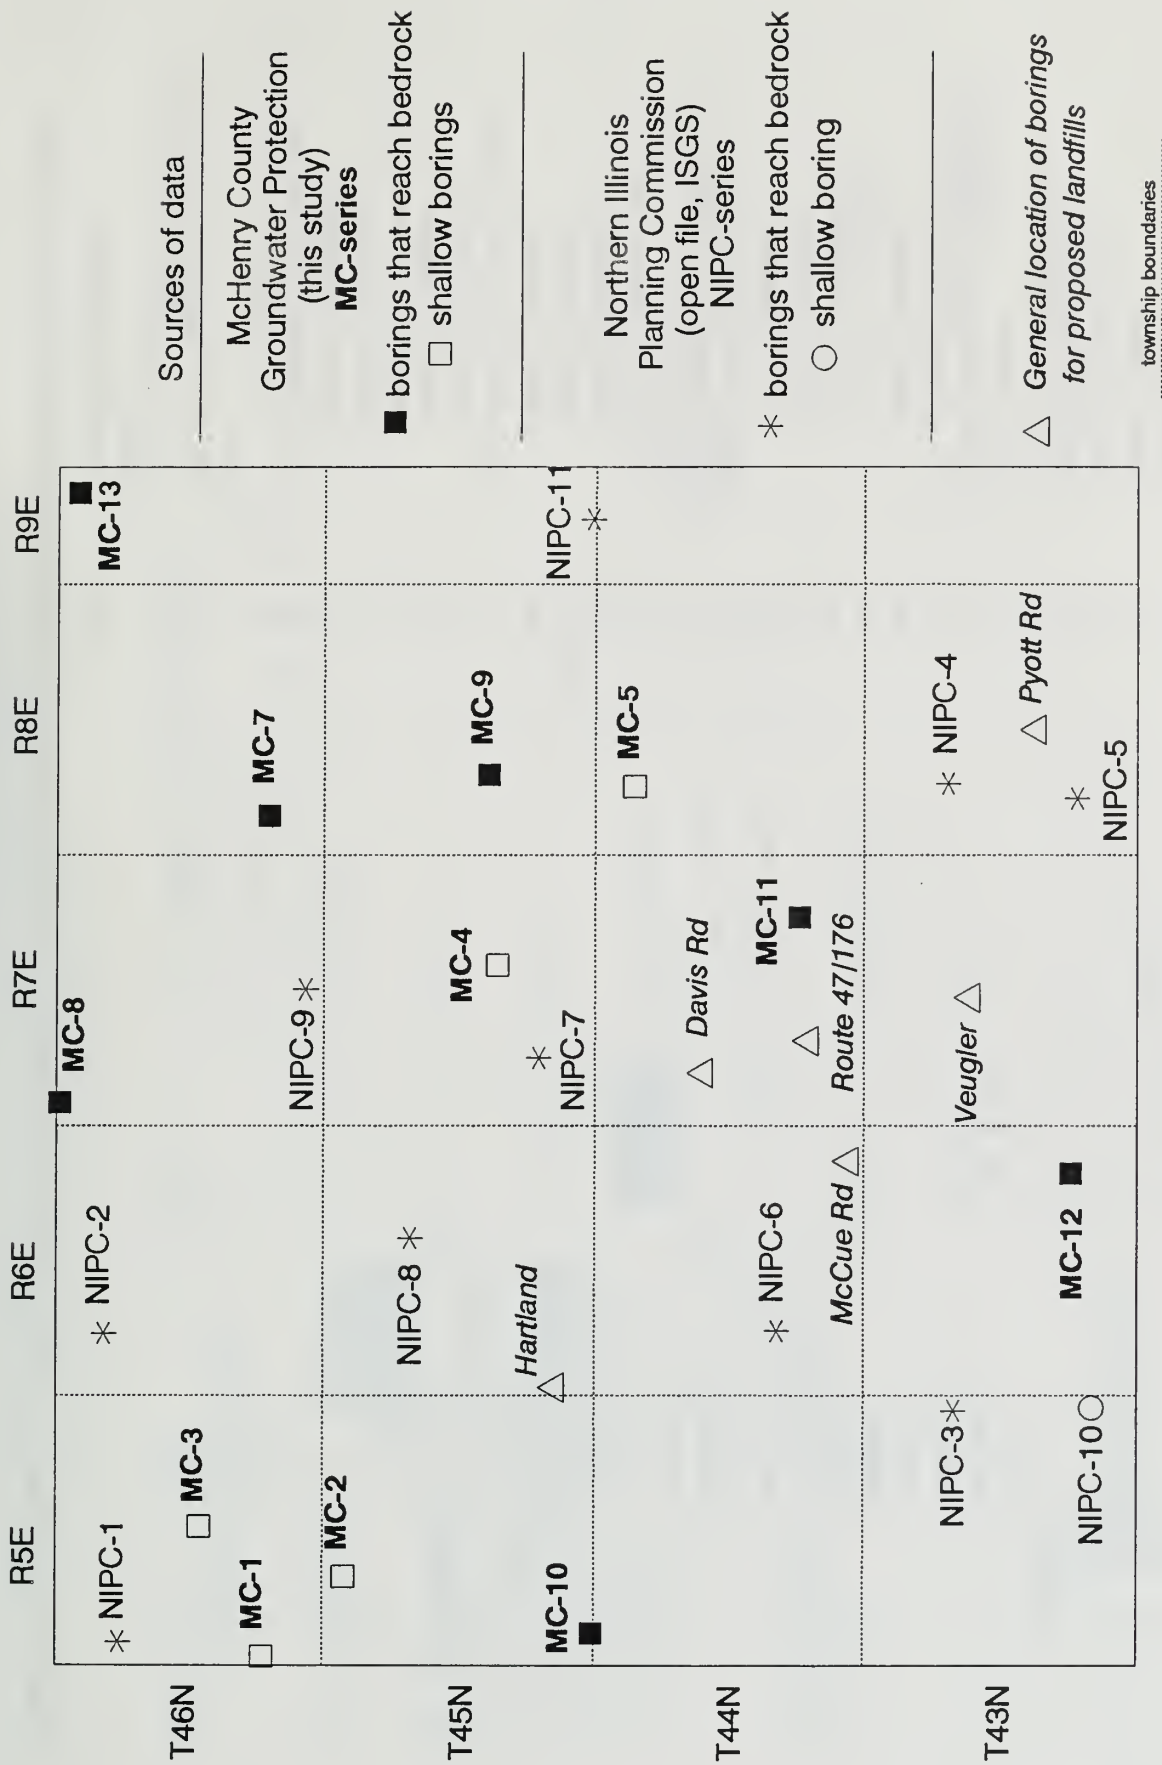 R5E
R6E
R7E
R8E
R9E
T46N
T45N
T44N
T43N
NIPC-1
MC-3
MC-1
NIPC-2
MC-8
NIPC-9
MC-7
MC-13
MC-2
MC-10
NIPC-8
Hartland
MC-4
NIPC-7
MC-9
NIPC-11
NIPC-6
McCue Rd
Davis Rd
MC-11
Route 47/176
MC-5
NIPC-3
NIPC-10
MC-12
Veugler
NIPC-4
Pyott Rd
NIPC-5
Sources of data
McHenry County
Groundwater Protection
(this study)
MC-series
borings that reach bedrock
shallow borings
Northern Illinois
Planning Commission
(open file, ISGS)
NIPC-series
borings that reach bedrock
shallow boring
General location of borings
for proposed landfills
township boundaries